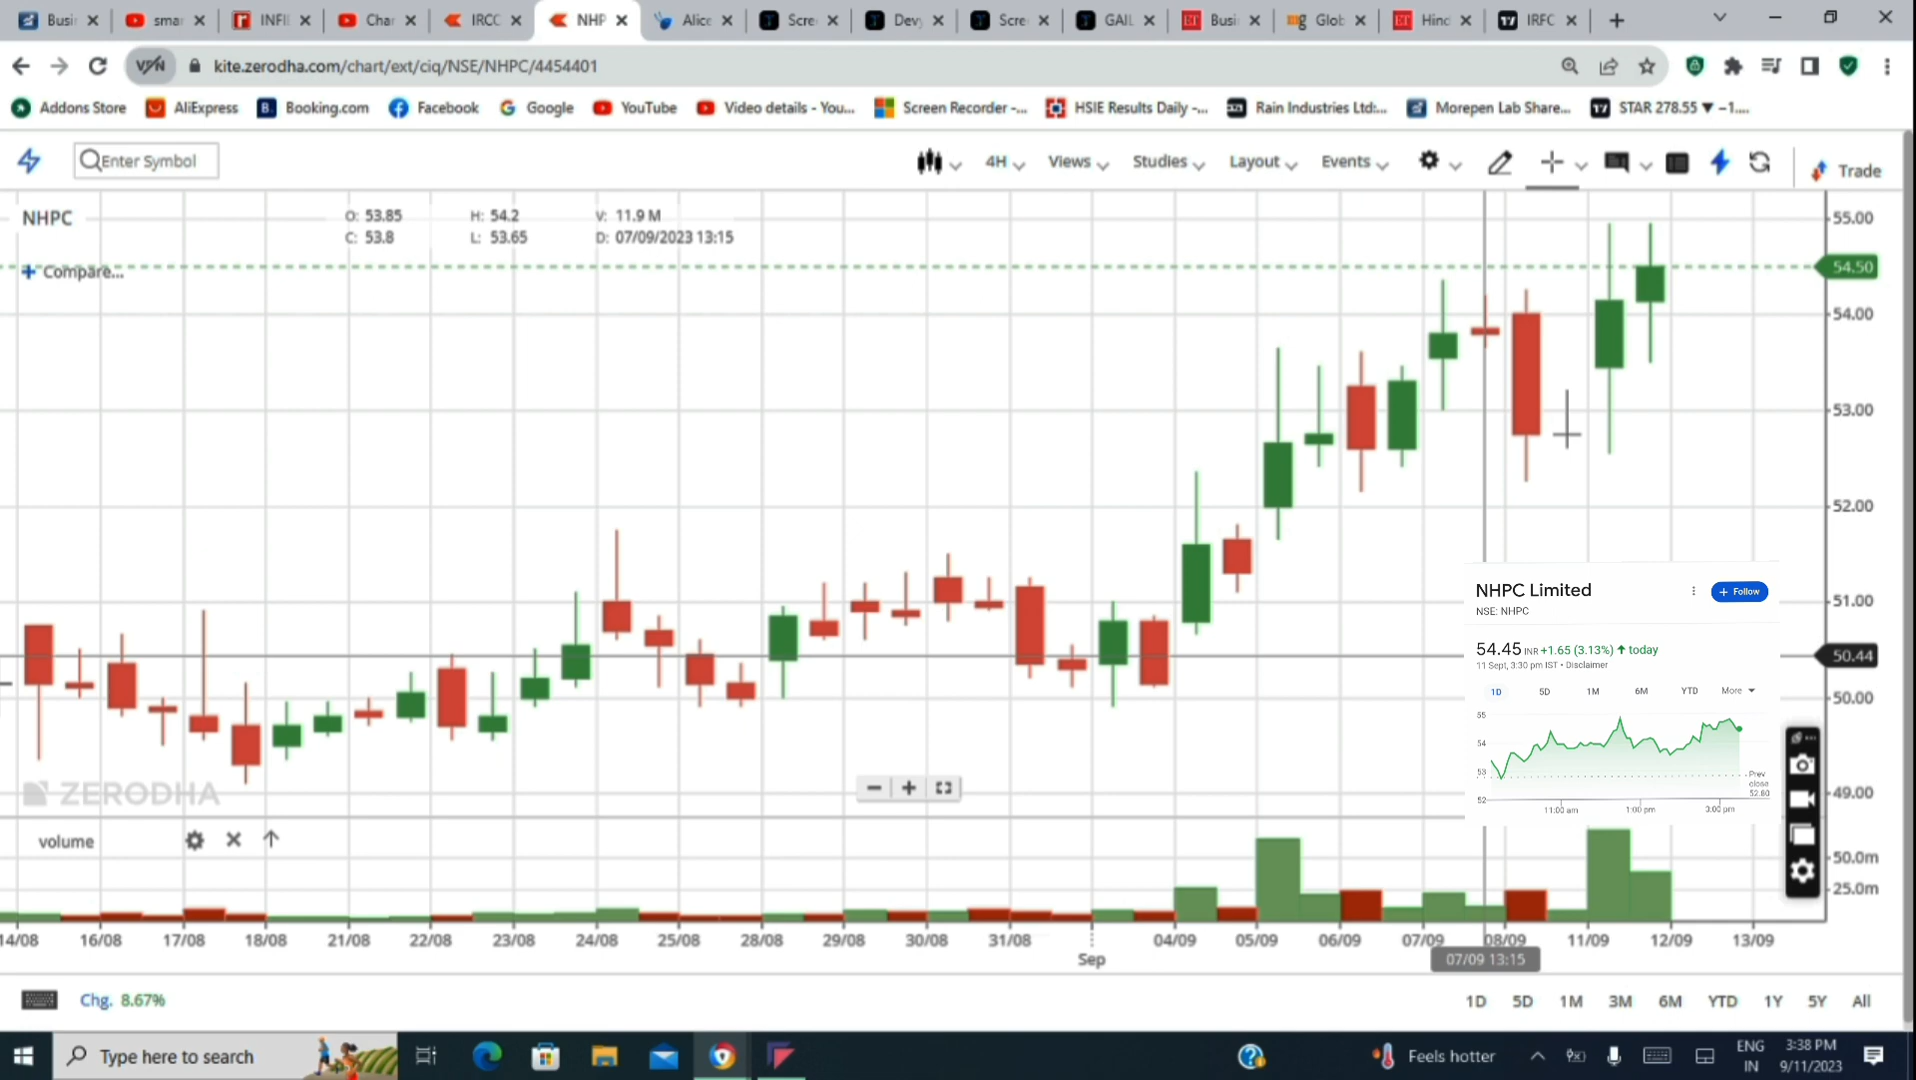 Busi
smar
INFI
Char
IRCC
NHP
Alice
Scre
Devy
Scre
GAIL
Busi
Glob
Hind
IRFC
VPN kite.zerodha.com/chart/ext/ciq/NSE/NHPC/4454401
Addons Store AliExpress Booking.com Facebook Google YouTube Video details - You... Screen Recorder -... HSIE Results Daily -... Rain Industries Ltd:... Morepen Lab Share... STAR 278.55 ▼ −1....
Enter Symbol 4H Views Studies Layout Events Trade
NHPC O: 53.85 H: 54.2 V: 11.9 M
C: 53.8 L: 53.65 D: 07/09/2023 13:15
+ Compare...
55.00
54.50
54.00
53.00
52.00
51.00
50.44
50.00
49.00
NHPC Limited
+ Follow
NSE: NHPC
54.45 INR +1.65 (3.13%) ↑ today
11 Sept, 3:30 pm IST • Disclaimer
1D 5D 1M 6M YTD More
55
54
53
52
Prev
close
52.80
11:00 am 1:00 pm 3:00 pm
ZERODHA
volume
50.0m
25.0m
14/08 16/08 17/08 18/08 21/08 22/08 23/08 24/08 25/08 28/08 29/08 30/08 31/08 04/09 05/09 06/09 07/09 08/09 11/09 12/09 13/09
Sep
07/09 13:15
Chg. 8.67%
1D 5D 1M 3M 6M YTD 1Y 5Y All
Type here to search
Feels hotter
ENG
IN
3:38 PM
9/11/2023